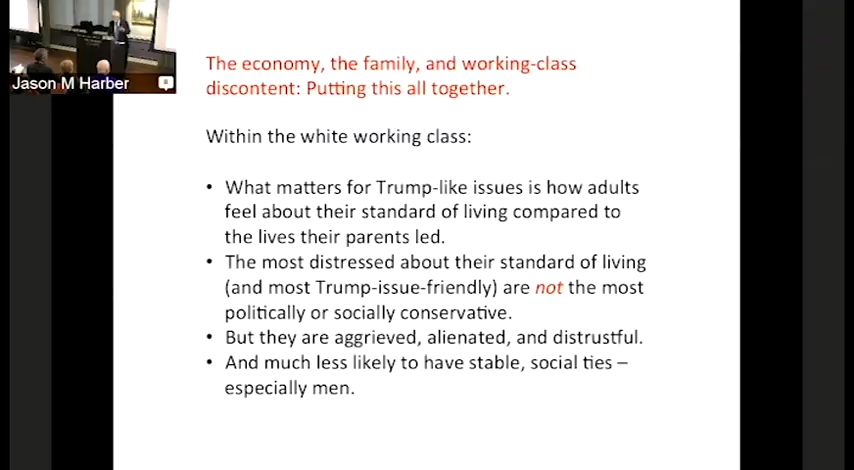 Jason M Harber
The economy, the family, and working-class
discontent: Putting this all together.
Within the white working class:
• What matters for Trump-like issues is how adults
feel about their standard of living compared to
the lives their parents led.
• The most distressed about their standard of living
(and most Trump-issue-friendly) are not the most
politically or socially conservative.
• But they are aggrieved, alienated, and distrustful.
• And much less likely to have stable, social ties –
especially men.